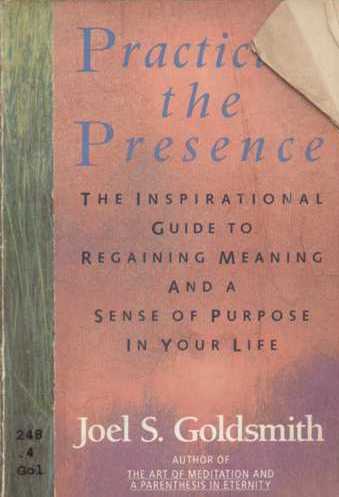 Practic
the
Presence
THE INSPIRATIONAL
GUIDE TO
REGAINING MEANING
AND A
SENSE OF PURPOSE
IN YOUR LIFE
248
.4
Gol
Joel S. Goldsmith
AUTHOR OF
THE ART OF MEDITATION AND
A PARENTHESIS IN ETERNITY